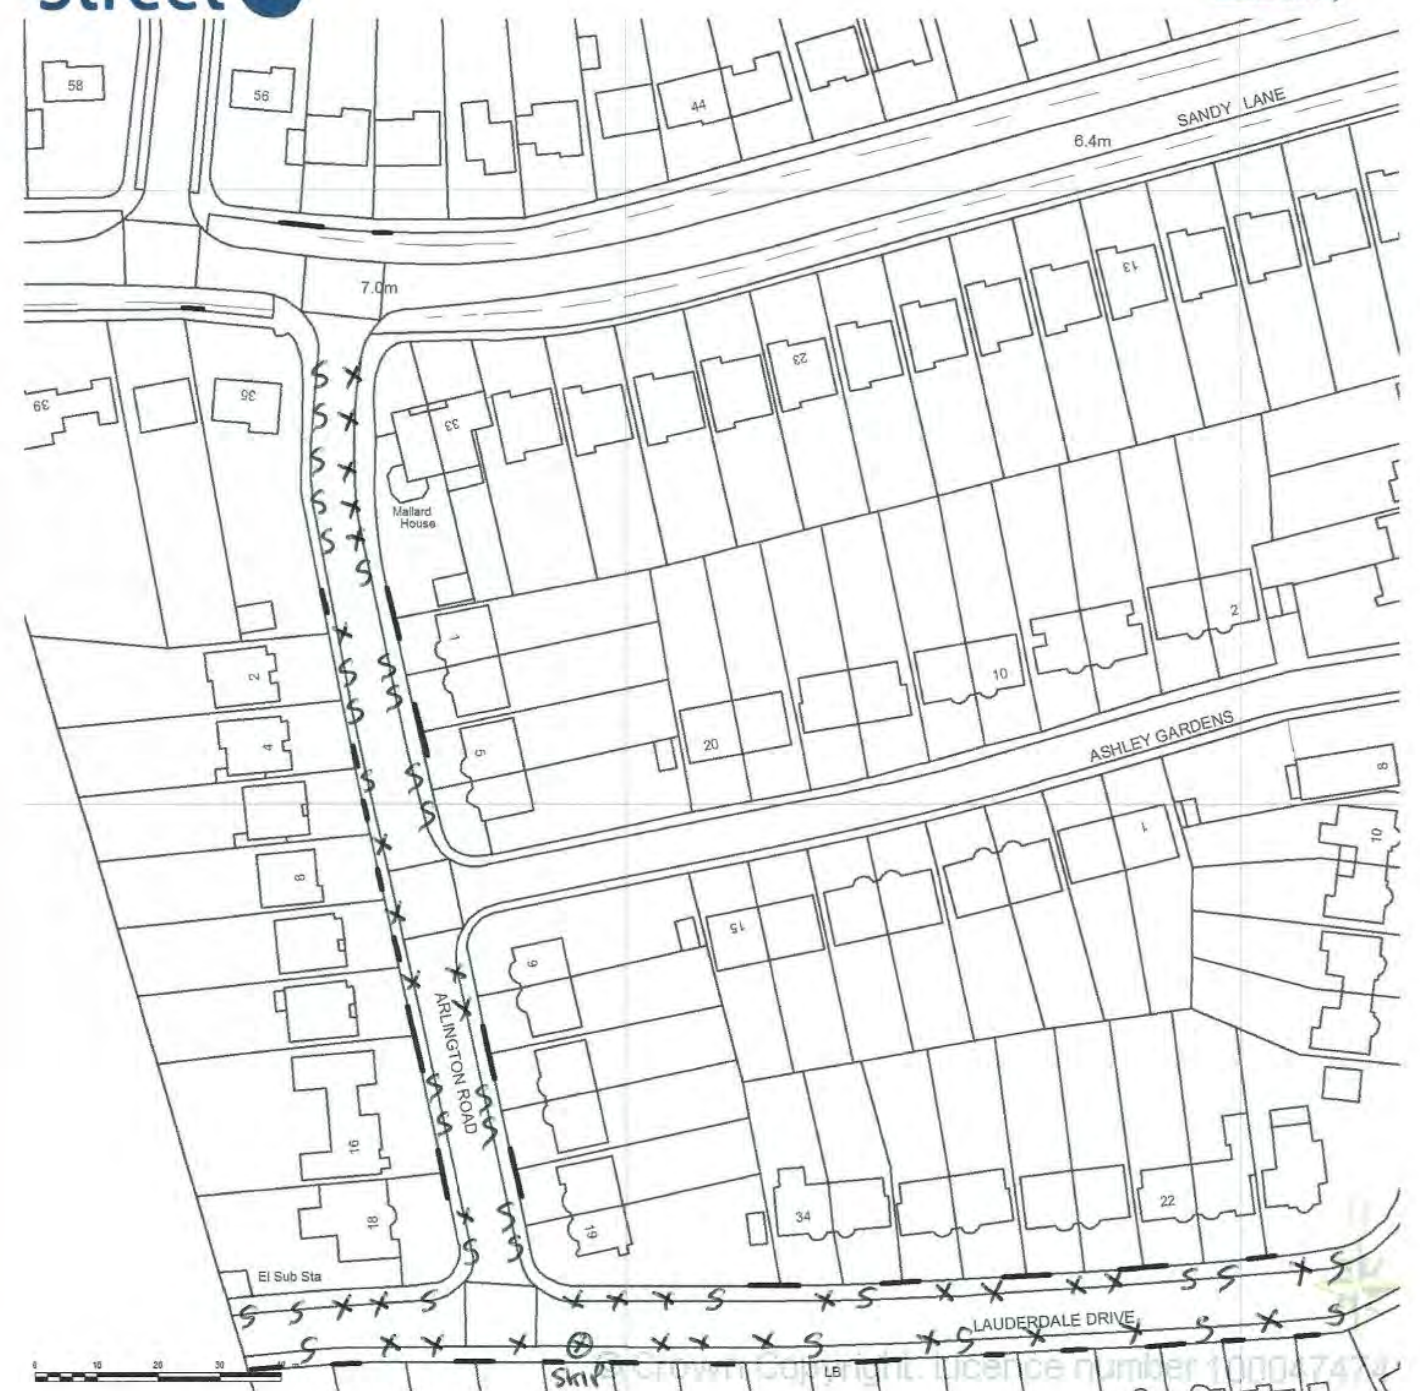 Street
58
56
44
SANDY LANE
6.4m
7.0m
13
23
39
35
33
Mallard
House
S X
S X
S X
S X
S X
S
1
2
X
S S
S S
2
10
4
5
20
ASHLEY GARDENS
8
S S
S
1
10
X
8
15
X
9
X X
X
ARLINGTON ROAD
S S
S S
16
34
22
18
19
X S
S S
El Sub Sta
S S X X S X X X S X S X X X X S S X S
LAUDERDALE DRIVE
S X X X X X X X S X S X X S X S
0 10 20 30 40
Skip
LB
© Crown Copyright. Licence number 100047474